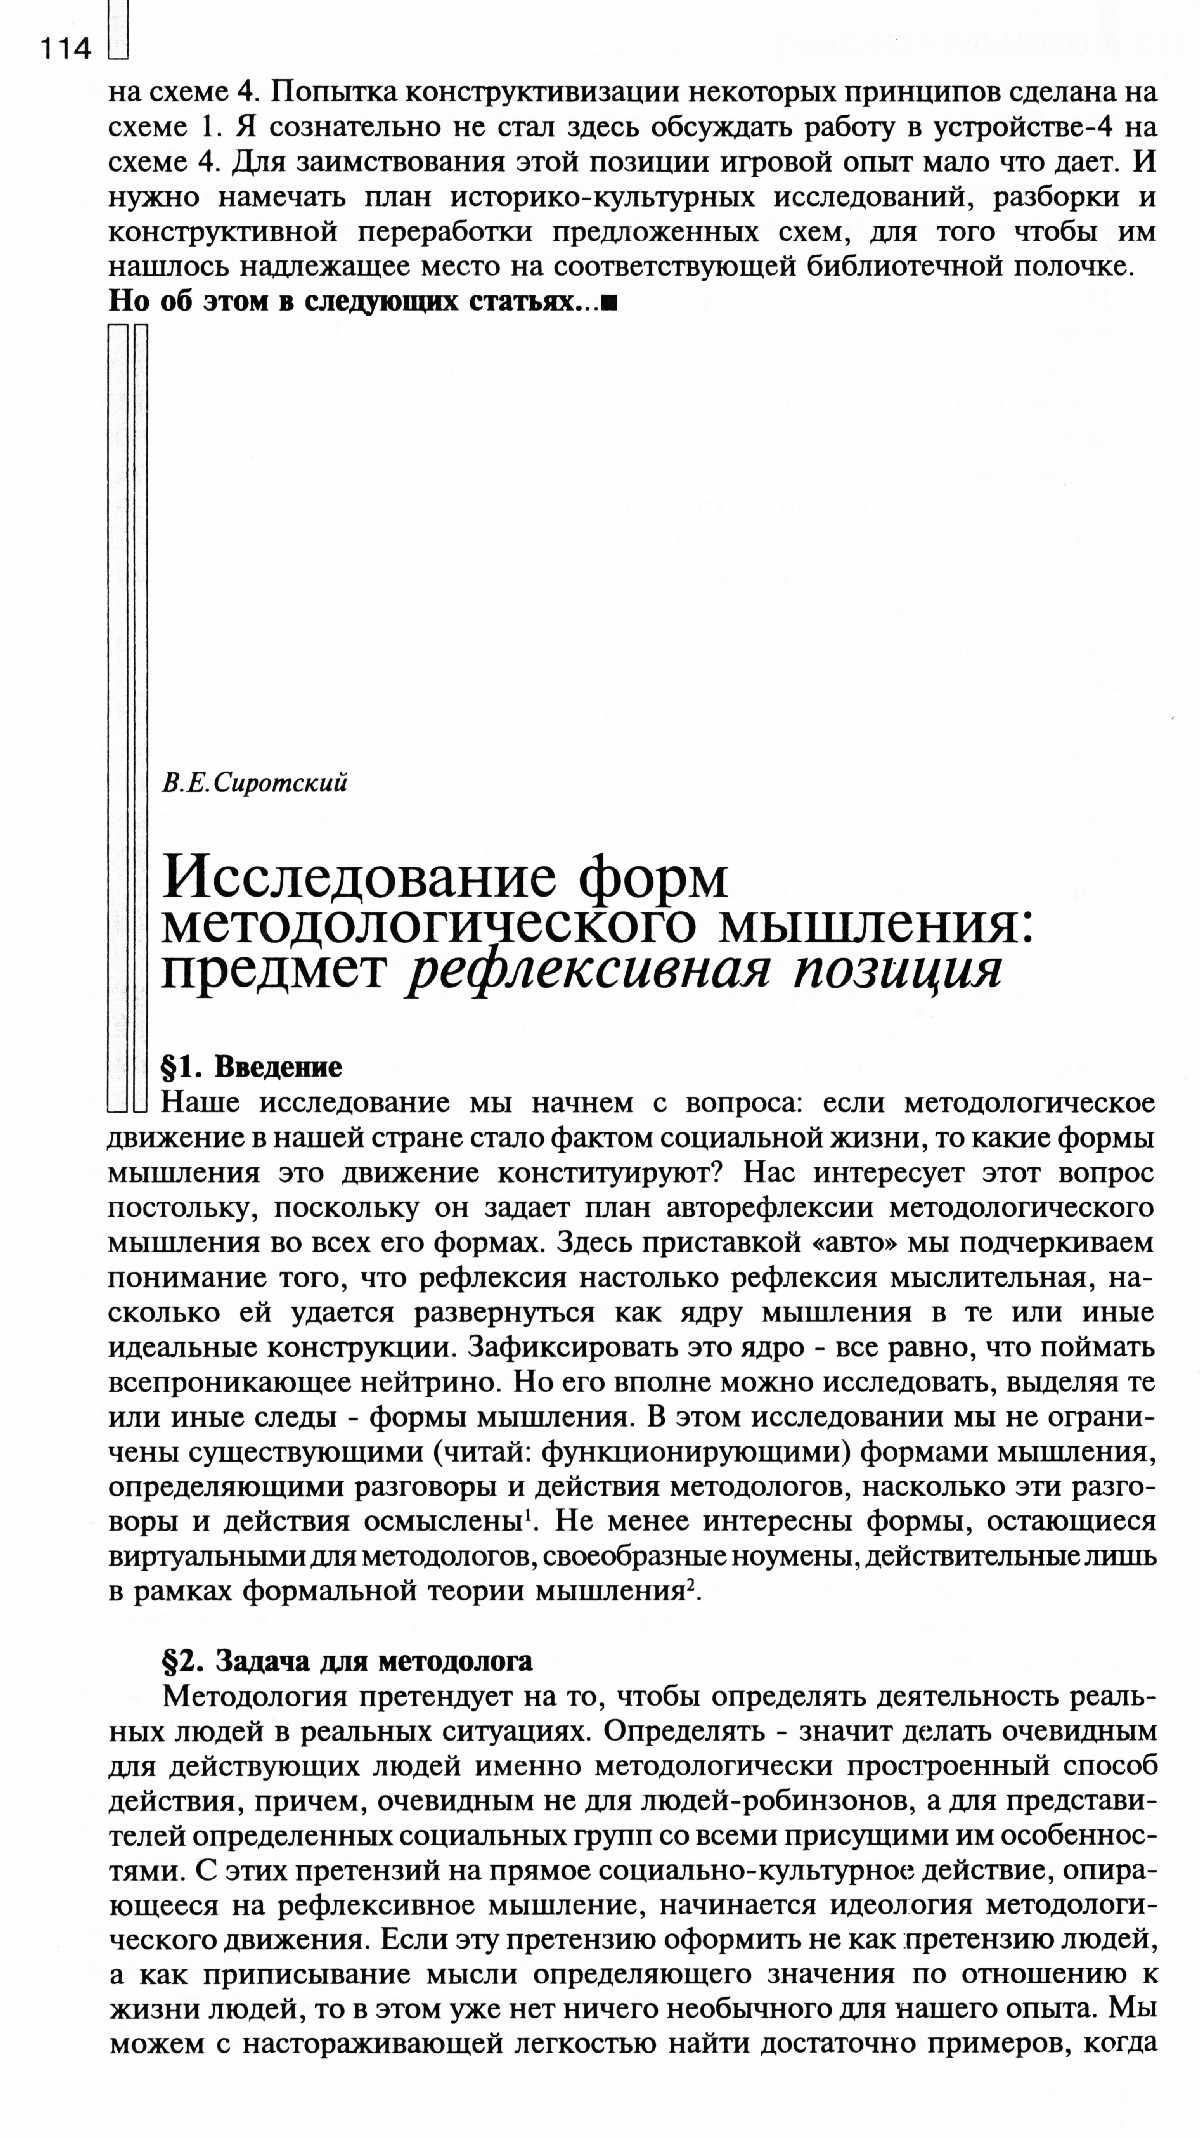 114
на схеме 4. Попытка конструктивизации некоторых принципов сделана на
схеме 1. Я сознательно не стал здесь обсуждать работу в устройстве-4 на
схеме 4. Для заимствования этой позиции игровой опыт мало что дает. И
нужно намечать план историко-культурных исследований, разборки и
конструктивной переработки предложенных схем, для того чтобы им
нашлось надлежащее место на соответствующей библиотечной полочке.
Но об этом в следующих статьях...■
В.Е.Сиротский
Исследование форм
методологического мышления:
предмет рефлексивная позиция
§1. Введение
Наше исследование мы начнем с вопроса: если методологическое
движение в нашей стране стало фактом социальной жизни, то какие формы
мышления это движение конституируют? Нас интересует этот вопрос
постольку, поскольку он задает план авторефлексии методологического
мышления во всех его формах. Здесь приставкой «авто» мы подчеркиваем
понимание того, что рефлексия настолько рефлексия мыслительная, на-
сколько ей удается развернуться как ядру мышления в те или иные
идеальные конструкции. Зафиксировать это ядро - все равно, что поймать
всепроникающее нейтрино. Но его вполне можно исследовать, выделяя те
или иные следы - формы мышления. В этом исследовании мы не ограни-
чены существующими (читай: функционирующими) формами мышления,
определяющими разговоры и действия методологов, насколько эти разго-
воры и действия осмыслены¹. Не менее интересны формы, остающиеся
виртуальными для методологов, своеобразные ноумены, действительные лишь
в рамках формальной теории мышления².
§2. Задача для методолога
Методология претендует на то, чтобы определять деятельность реаль-
ных людей в реальных ситуациях. Определять - значит делать очевидным
для действующих людей именно методологически простроенный способ
действия, причем, очевидным не для людей-робинзонов, а для представи-
телей определенных социальных групп со всеми присущими им особеннос-
тями. С этих претензий на прямое социально-культурное действие, опира-
ющееся на рефлексивное мышление, начинается идеология методологи-
ческого движения. Если эту претензию оформить не как претензию людей,
а как приписывание мысли определяющего значения по отношению к
жизни людей, то в этом уже нет ничего необычного для нашего опыта. Мы
можем с настораживающей легкостью найти достаточно примеров, когда